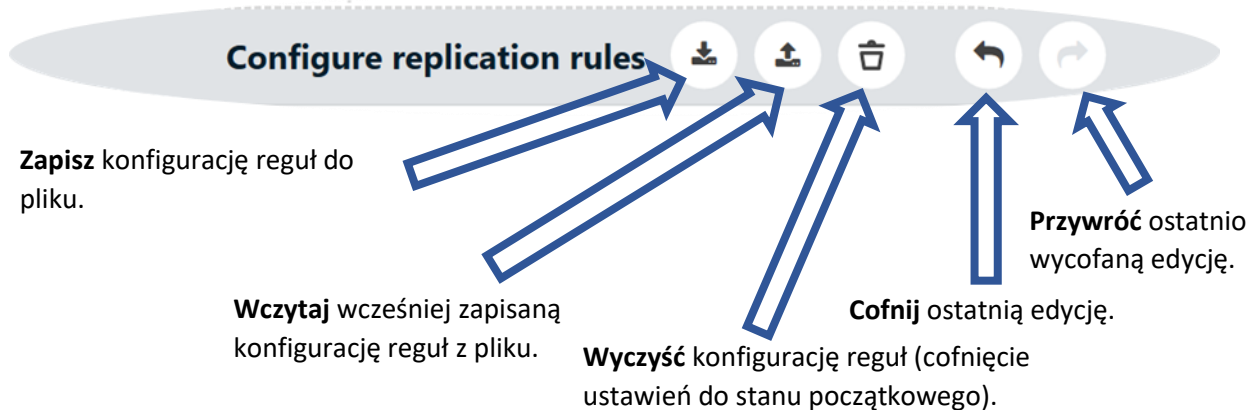 Configure replication rules
Zapisz konfigurację reguł do
pliku.
Wczytaj wcześniej zapisaną
konfigurację reguł z pliku.
Wyczyść konfigurację reguł (cofnięcie
ustawień do stanu początkowego).
Cofnij ostatnią edycję.
Przywróć ostatnio
wycofaną edycję.